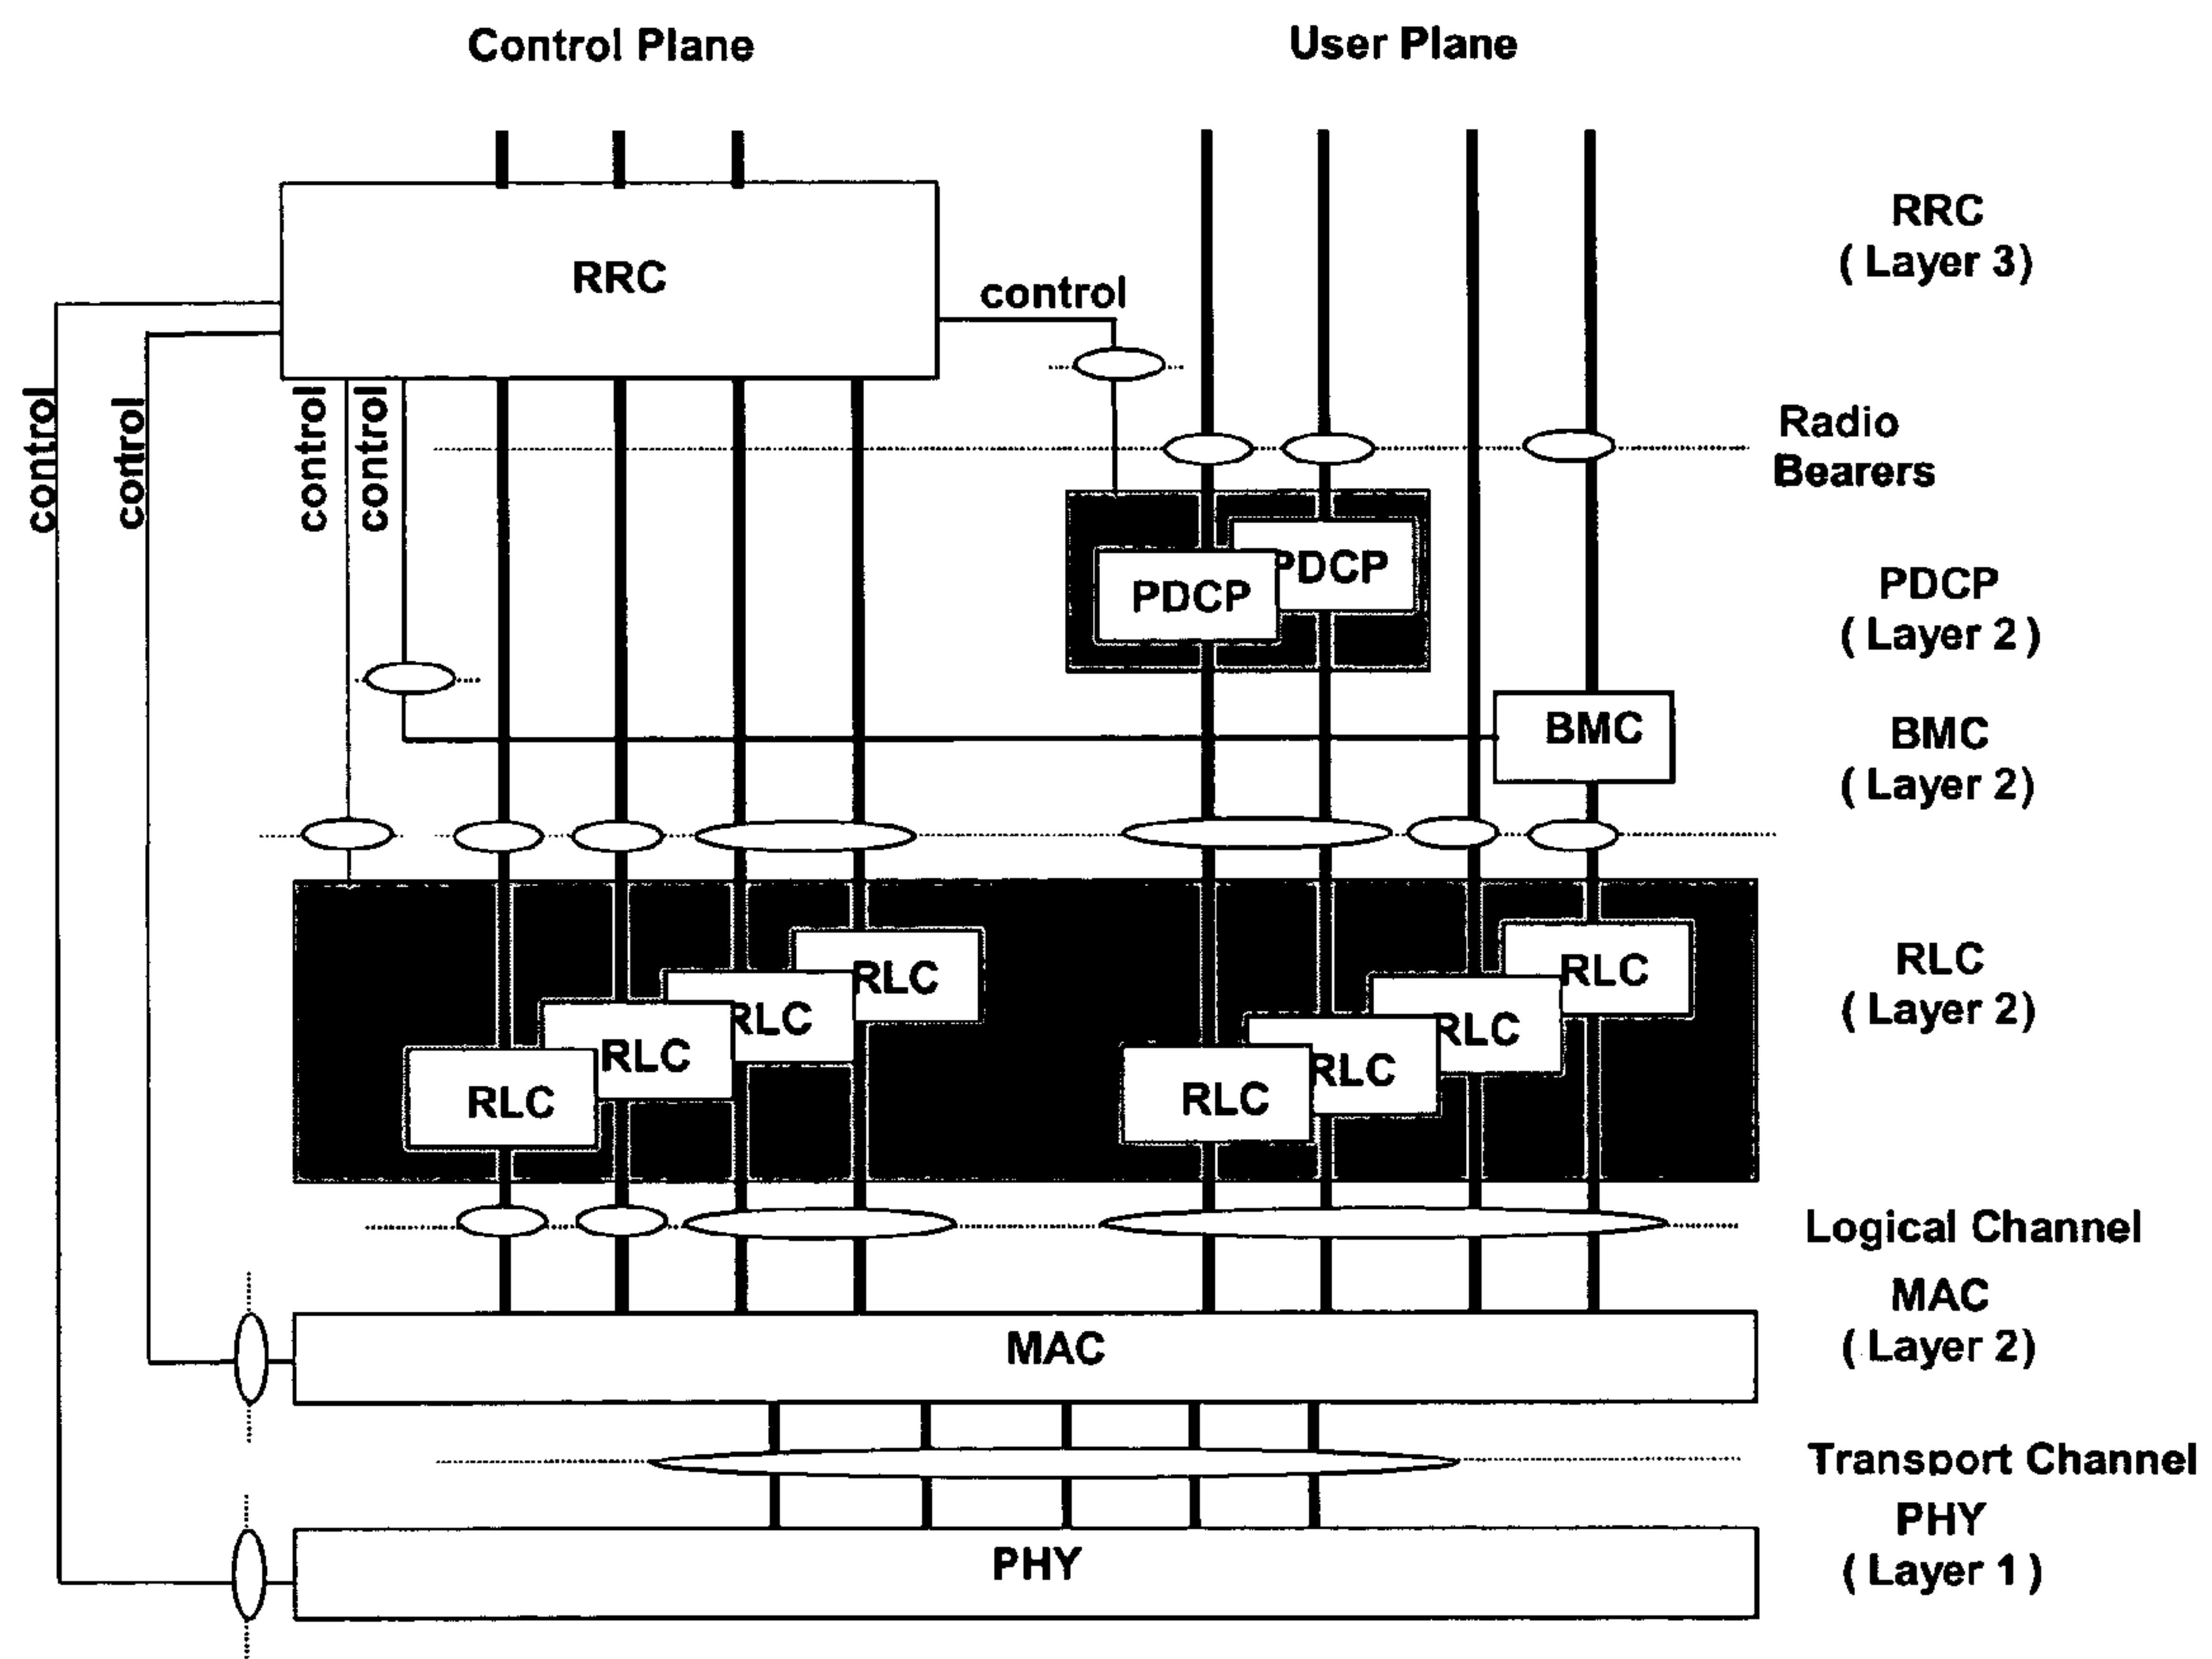 Control Plane
User Plane
RRC
control
RRC
( Layer 3)
control
control
control
control
Radio
Bearers
PDCP
PDCP
PDCP
( Layer 2 )
BMC
BMC
( Layer 2)
RLC
RLC
RLC
RLC
RLC
RLC
RLC
RLC
RLC
( Layer 2)
Logical Channel
MAC
MAC
( Layer 2)
Transport Channel
PHY
PHY
( Layer 1 )